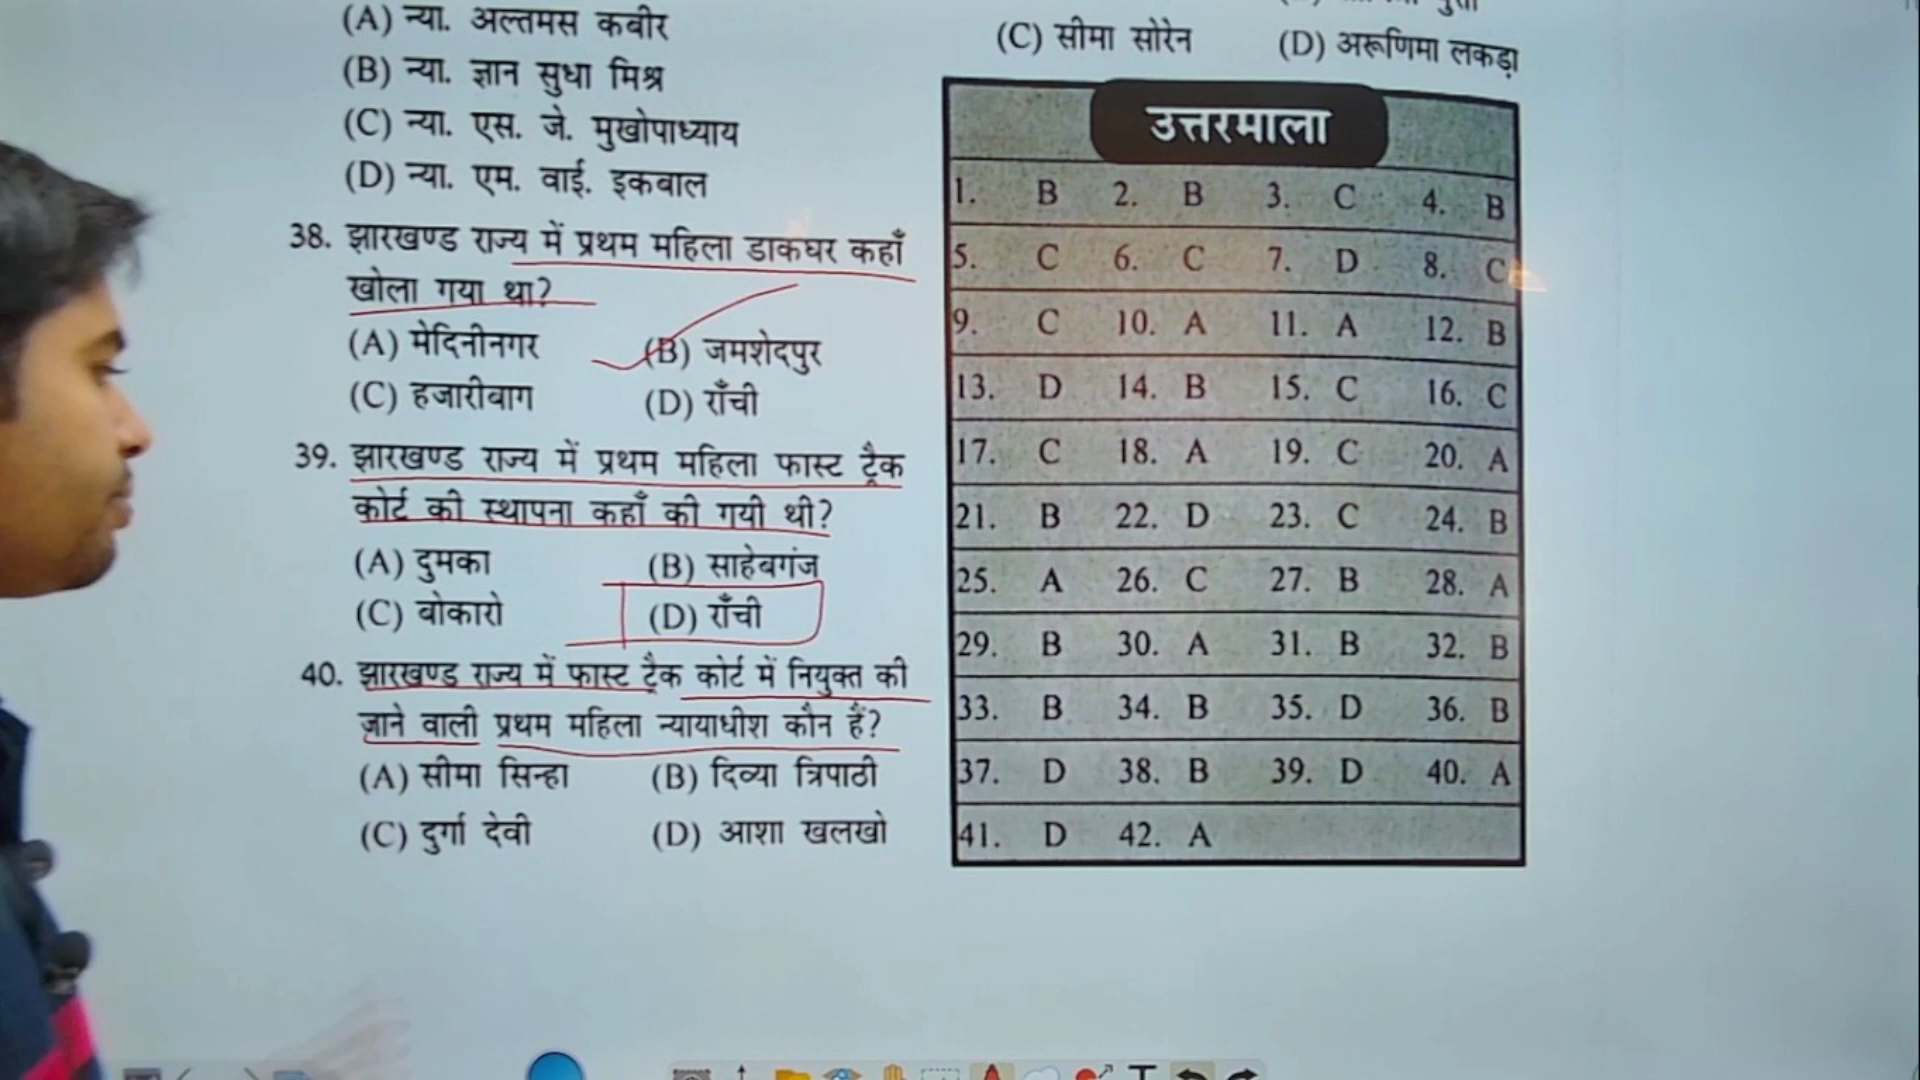 (A) न्या. अल्तमस कबीर
(B) न्या. ज्ञान सुधा मिश्र
(C) न्या. एस. जे. मुखोपाध्याय
(D) न्या. एम. वाई. इकबाल
38. झारखण्ड राज्य में प्रथम महिला डाकघर कहाँ
खोला गया था?
(A) मेदिनीनगर (B) जमशेदपुर
(C) हजारीबाग (D) राँची
39. झारखण्ड राज्य में प्रथम महिला फास्ट ट्रैक
कोर्ट की स्थापना कहाँ की गयी थी?
(A) दुमका (B) साहेबगंज
(C) बोकारो (D) राँची
40. झारखण्ड राज्य में फास्ट ट्रैक कोर्ट में नियुक्त की
जाने वाली प्रथम महिला न्यायाधीश कौन हैं?
(A) सीमा सिन्हा (B) दिव्या त्रिपाठी
(C) दुर्गा देवी (D) आशा खलखो
(C) सीमा सोरेन (D) अरूणिमा लकड़ा
उत्तरमाला
1. B 2. B 3. C 4. B
5. C 6. C 7. D 8. C
9. C 10. A 11. A 12. B
13. D 14. B 15. C 16. C
17. C 18. A 19. C 20. A
21. B 22. D 23. C 24. B
25. A 26. C 27. B 28. A
29. B 30. A 31. B 32. B
33. B 34. B 35. D 36. B
37. D 38. B 39. D 40. A
41. D 42. A